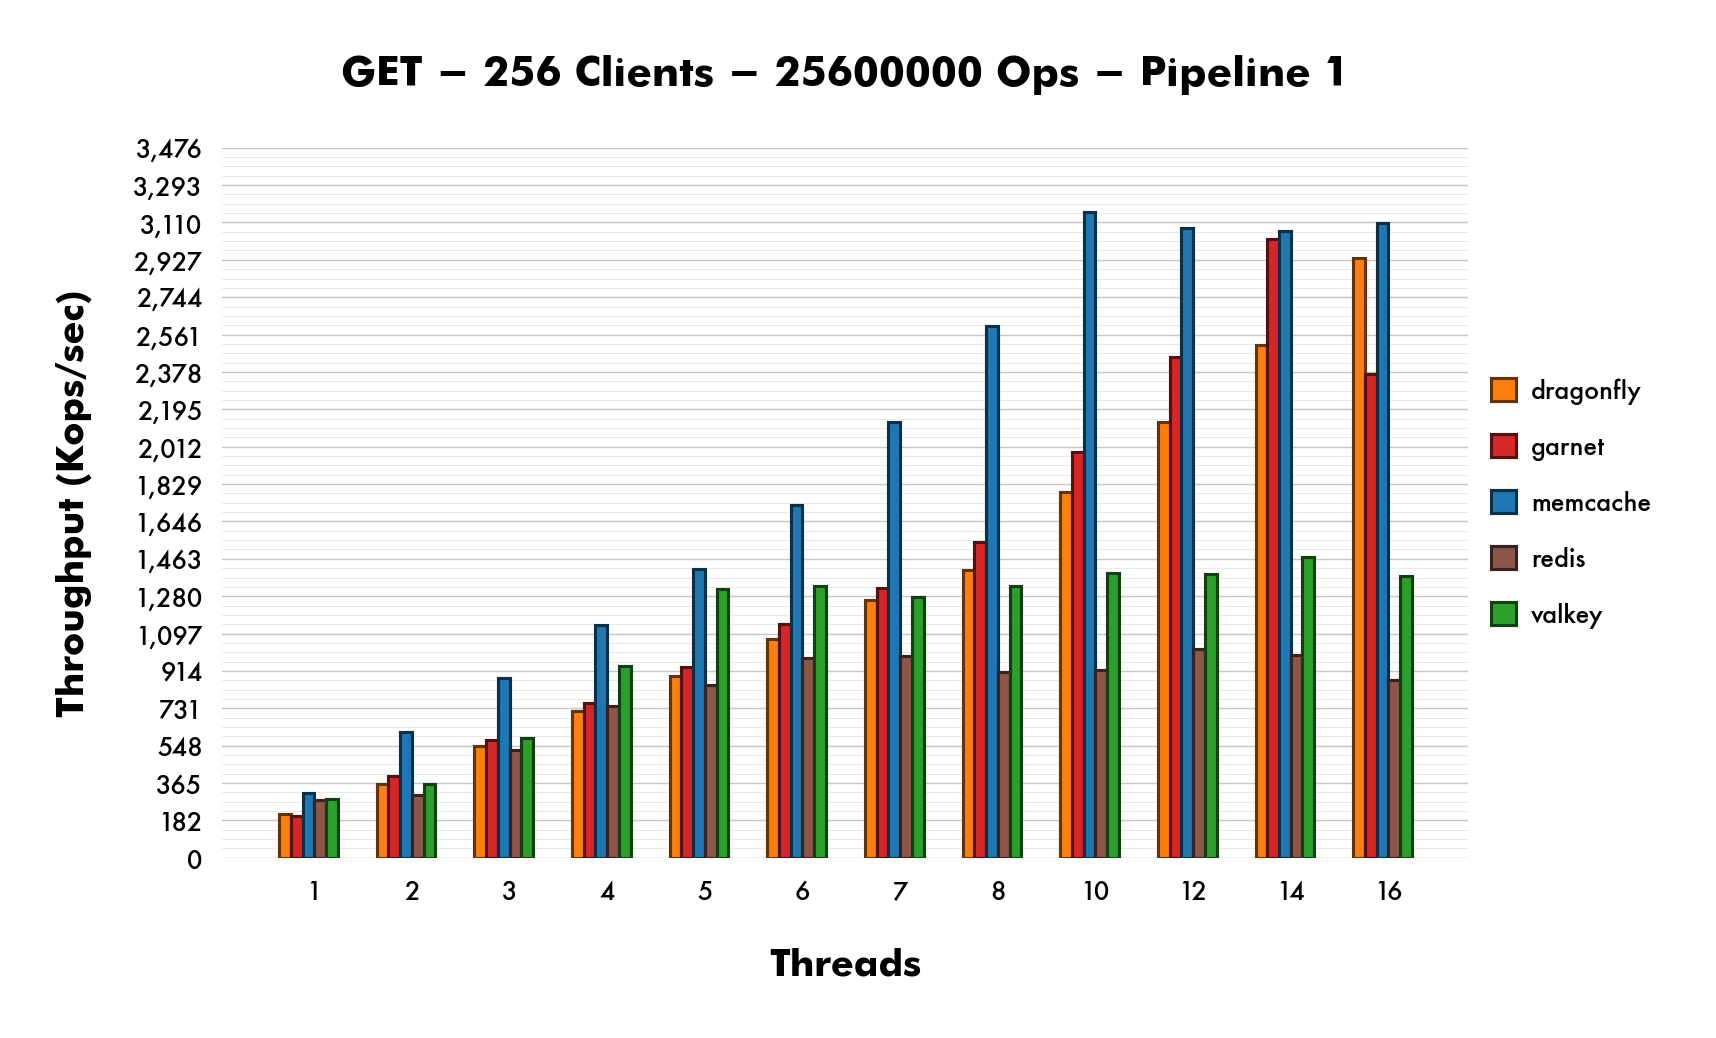 GET – 256 Clients – 25600000 Ops – Pipeline 1
Throughput (Kops/sec)
3,476
3,293
3,110
2,927
2,744
2,561
2,378
2,195
2,012
1,829
1,646
1,463
1,280
1,097
914
731
548
365
182
0
1 2 3 4 5 6 7 8 10 12 14 16
Threads
dragonfly
garnet
memcache
redis
valkey